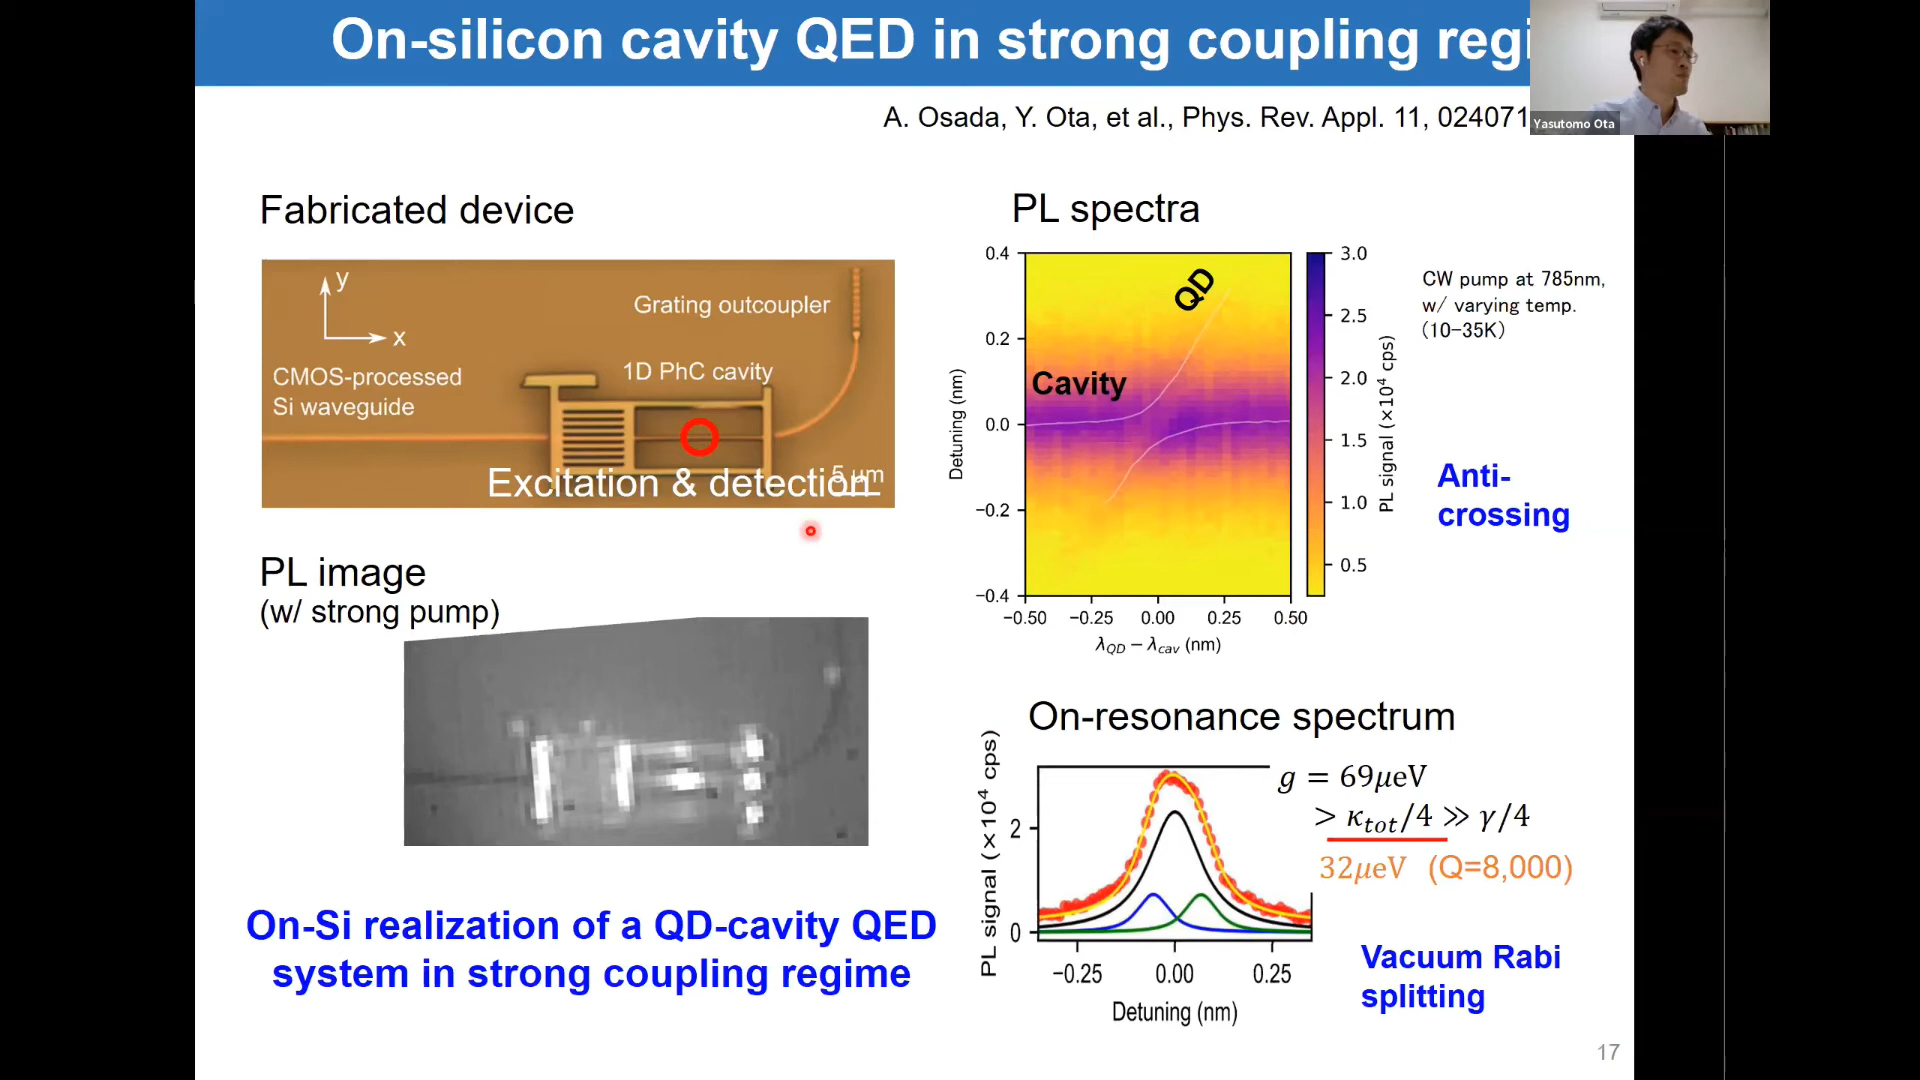 On-silicon cavity QED in strong coupling regi
A. Osada, Y. Ota, et al., Phys. Rev. Appl. 11, 024071
Yasutomo Ota
Fabricated device
y
x
Grating outcoupler
CMOS-processed
Si waveguide
1D PhC cavity
Excitation & detection
5 µm
PL image
(w/ strong pump)
On-Si realization of a QD-cavity QED
system in strong coupling regime
PL spectra
QD
Cavity
Detuning (nm)
0.4
0.2
0.0
−0.2
−0.4
−0.50 −0.25 0.00 0.25 0.50
λQD − λcav (nm)
3.0
2.5
2.0
1.5
1.0
0.5
PL signal (×10⁴ cps)
CW pump at 785nm,
w/ varying temp.
(10-35K)
Anti-
crossing
On-resonance spectrum
PL signal (×10⁴ cps)
2
0
−0.25 0.00 0.25
Detuning (nm)
g = 69μeV
> κtot/4 ≫ γ/4
32μeV (Q=8,000)
Vacuum Rabi
splitting
17